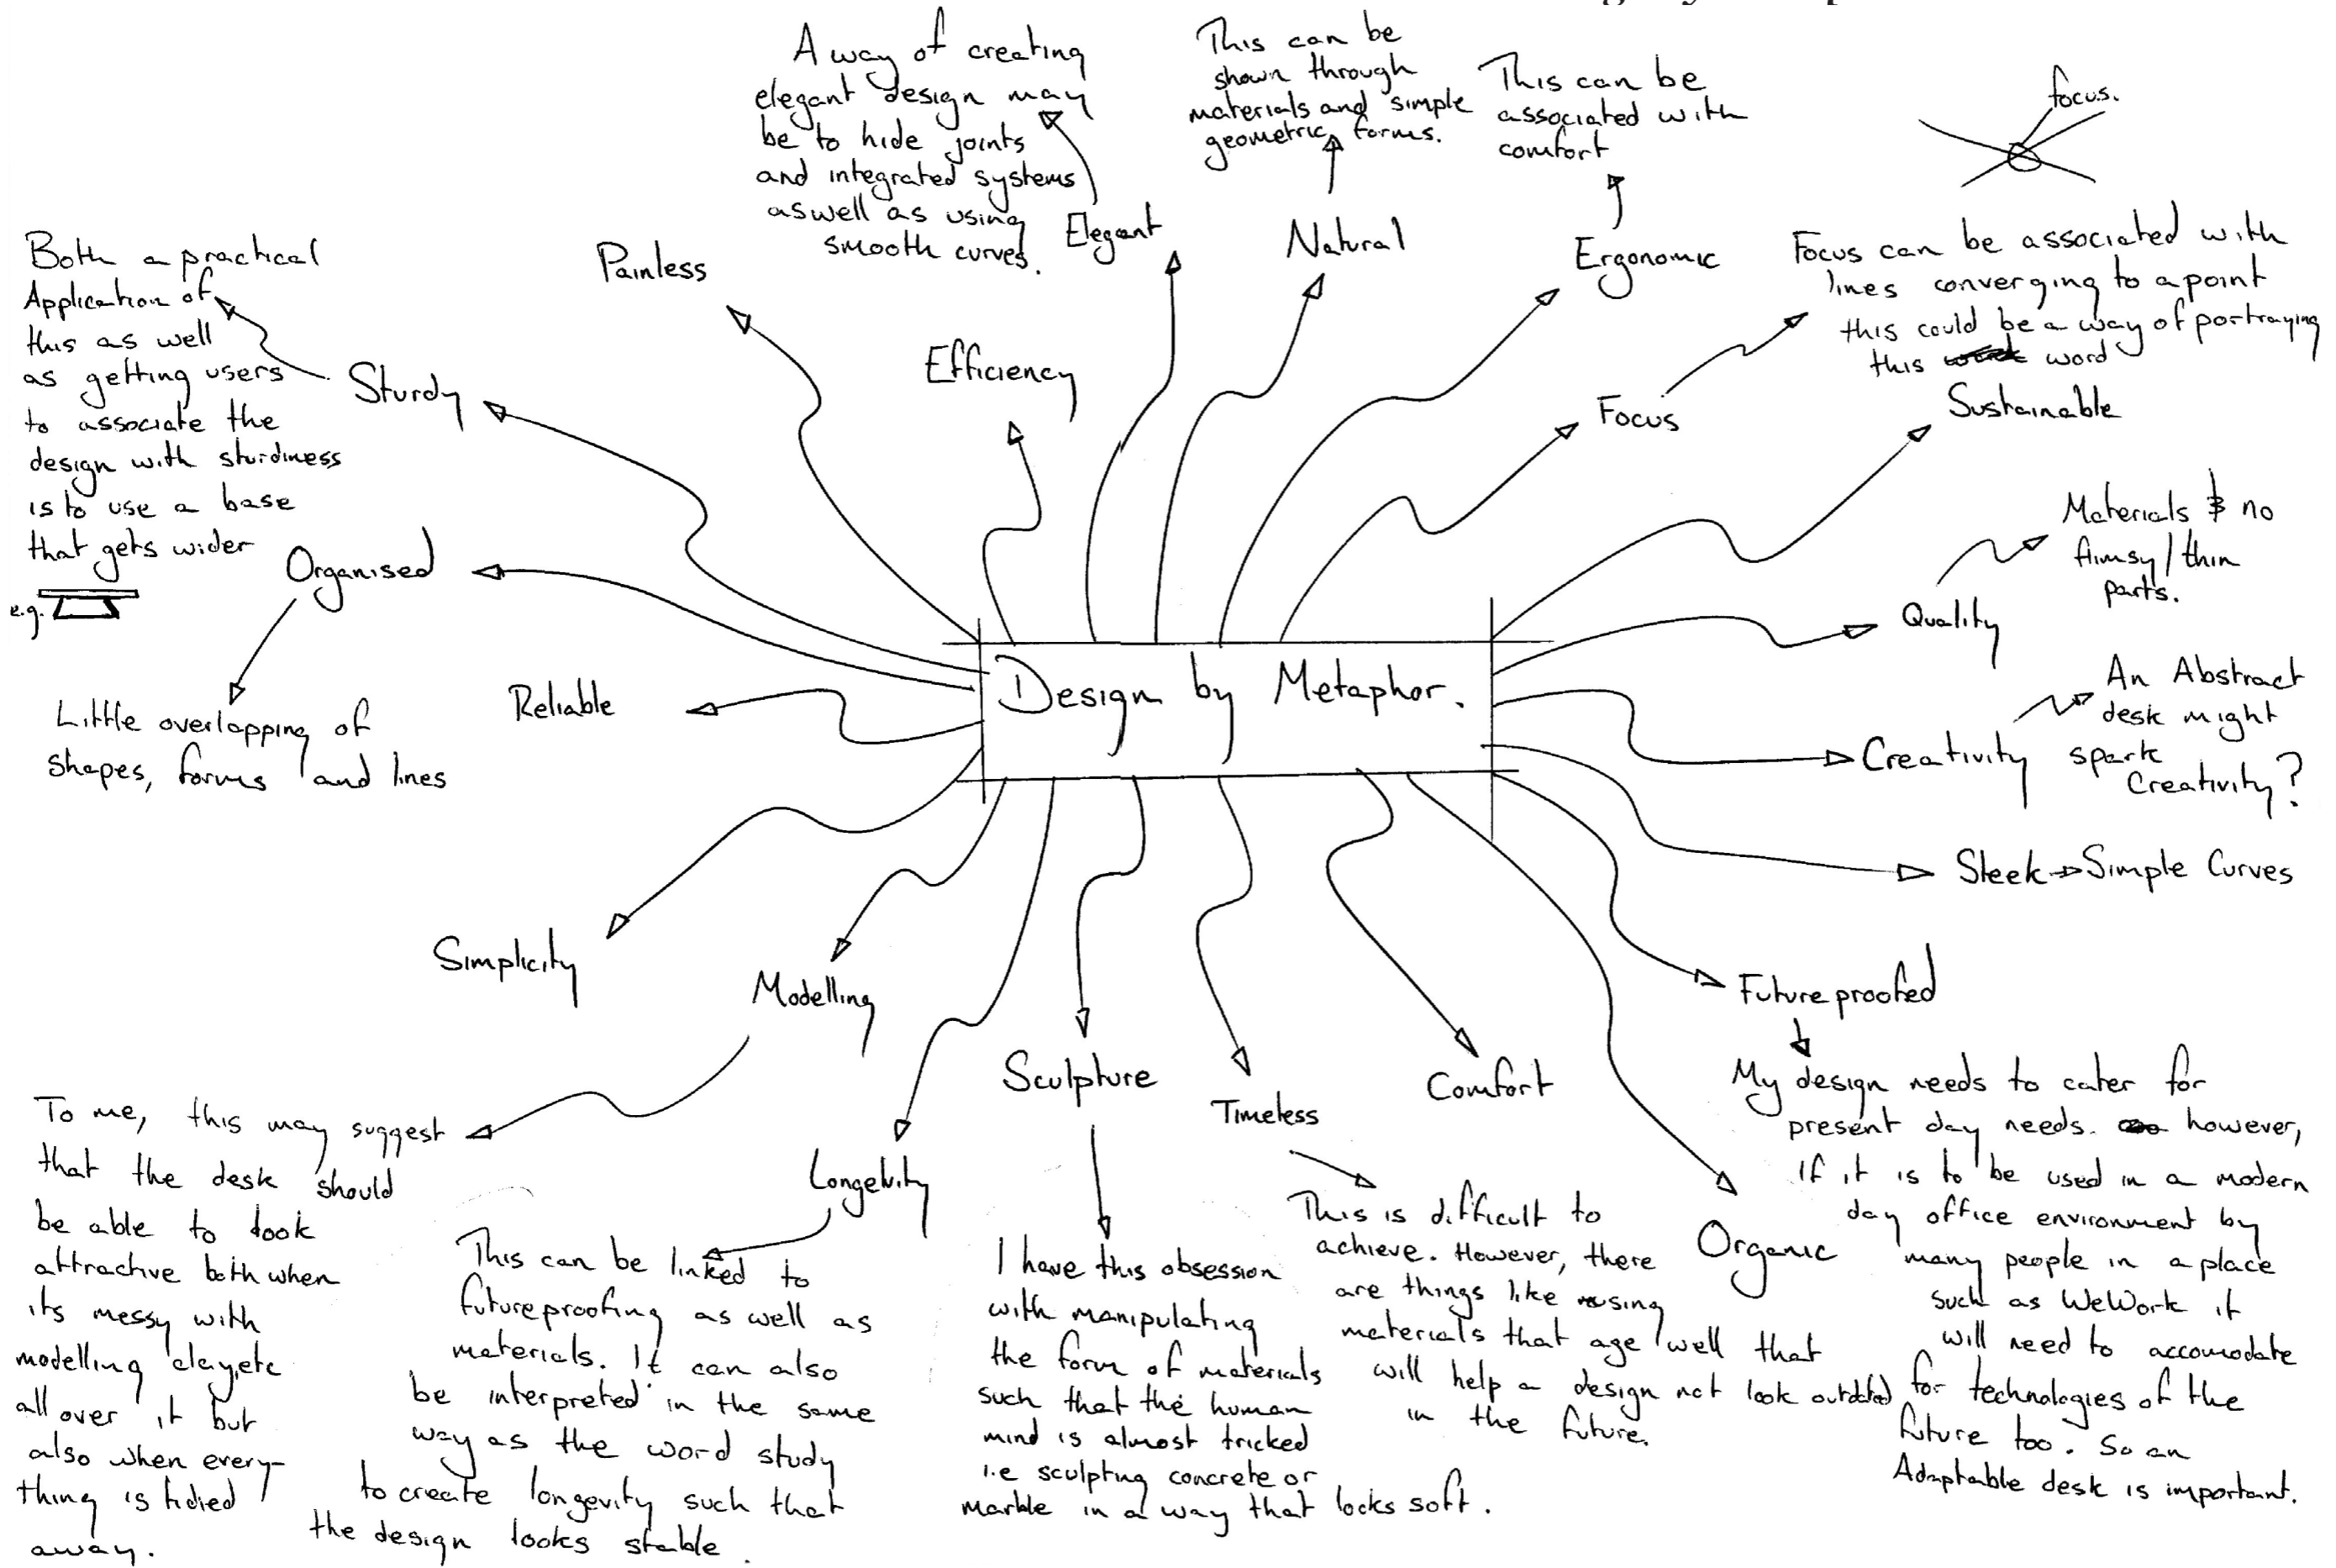 Design by Metaphor.
Painless
Efficiency
Elegant
A way of creating
elegant design may
be to hide joints
and integrated systems
aswell as using
smooth curves.
Natural
This can be
shown through
materials and simple
geometric forms.
Ergonomic
This can be
associated with
comfort
Focus
focus.
Focus can be associated with
lines converging to a point
this could be a way of portraying
this word
Sustainable
Quality
Materials & no
flimsy/thin
parts.
Creativity
An Abstract
desk might
spark
Creativity?
Sleek Simple Curves
Futureproofed
My design needs to cater for
present day needs. however,
If it is to be used in a modern
day office environment by
many people in a place
such as WeWork it
will need to accomodate
for technologies of the
future too. So an
Adaptable desk is important.
Organic
Comfort
Timeless
This is difficult to
achieve. However, there
are things like using
materials that age well that
will help a design not look outdated
in the future.
Sculpture
I have this obsession
with manipulating
the form of materials
such that the human
mind is almost tricked
i.e sculpting concrete or
marble in a way that looks soft.
Longevity
This can be linked to
futureproofing as well as
materials. It can also
be interpreted in the same
way as the word study
to create longevity such that
the design looks stable.
Modelling
To me, this may suggest
that the desk should
be able to look
attractive both when
its messy with
modelling clay,etc
all over it but
also when every-
thing is tidied
away.
Simplicity
Reliable
Organised
Little overlapping of
shapes, forms and lines
Sturdy
Both a practical
Application of
this as well
as getting users
to associate the
design with sturdiness
is to use a base
that gets wider
e.g.